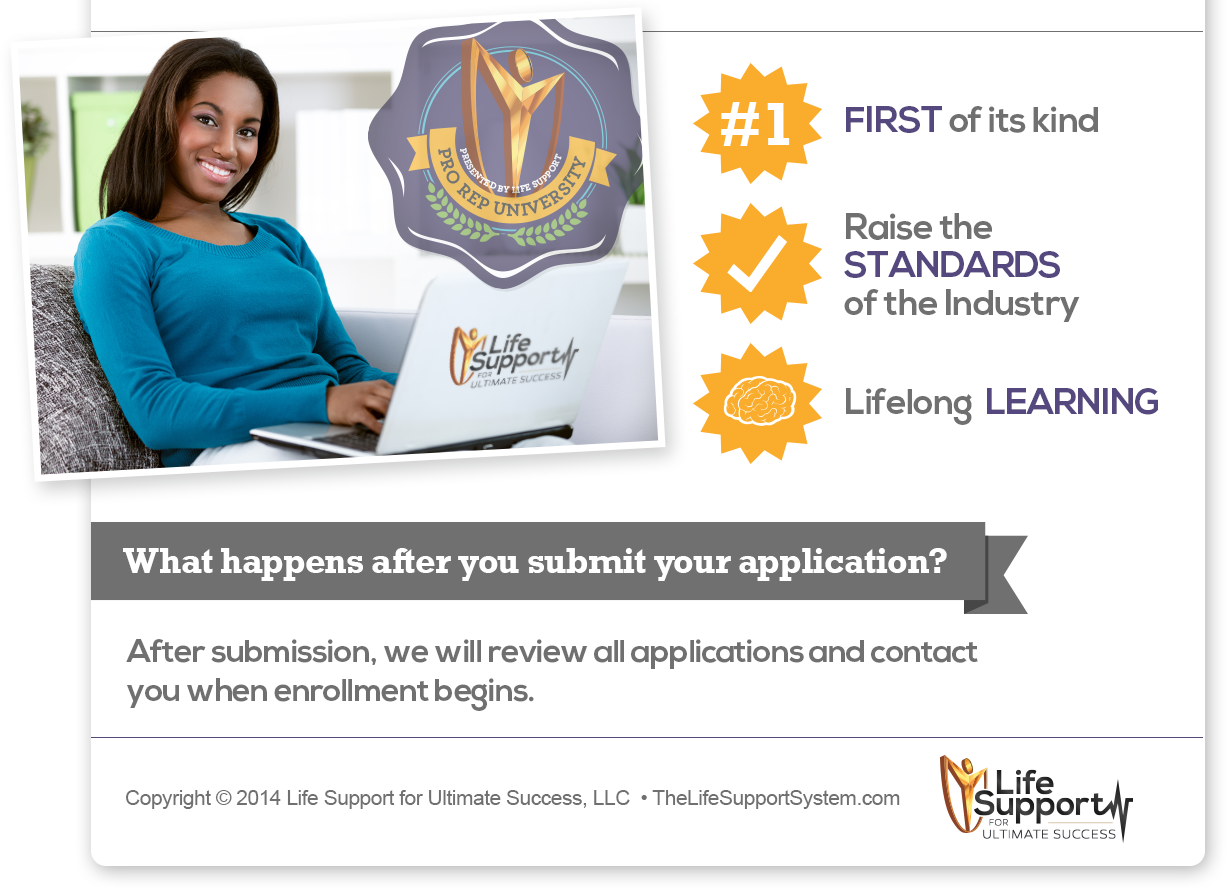 PRESENTED BY LIFE SUPPORT
PRO REP UNIVERSITY
Life
Support
FOR
ULTIMATE SUCCESS
#1
FIRST of its kind
Raise the
STANDARDS
of the Industry
Lifelong LEARNING
What happens after you submit your application?
After submission, we will review all applications and contact
you when enrollment begins.
Copyright © 2014 Life Support for Ultimate Success, LLC • TheLifeSupportSystem.com
Life
Support
FOR
ULTIMATE SUCCESS